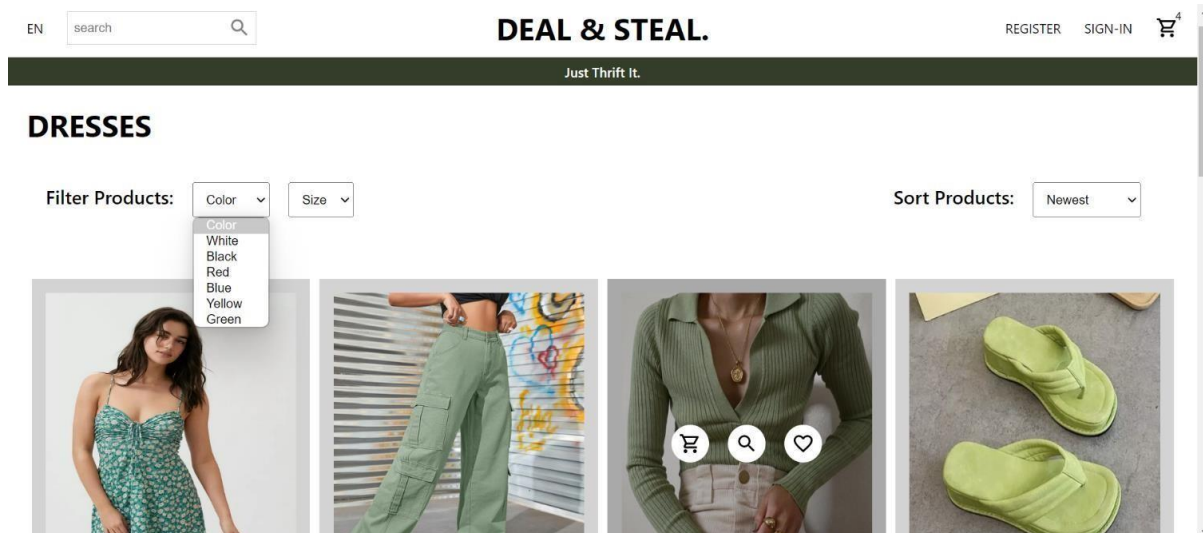 EN search DEAL & STEAL. REGISTER SIGN-IN 4
Just Thrift It.
DRESSES
Filter Products: Color Size Sort Products: Newest
Color
White
Black
Red
Blue
Yellow
Green